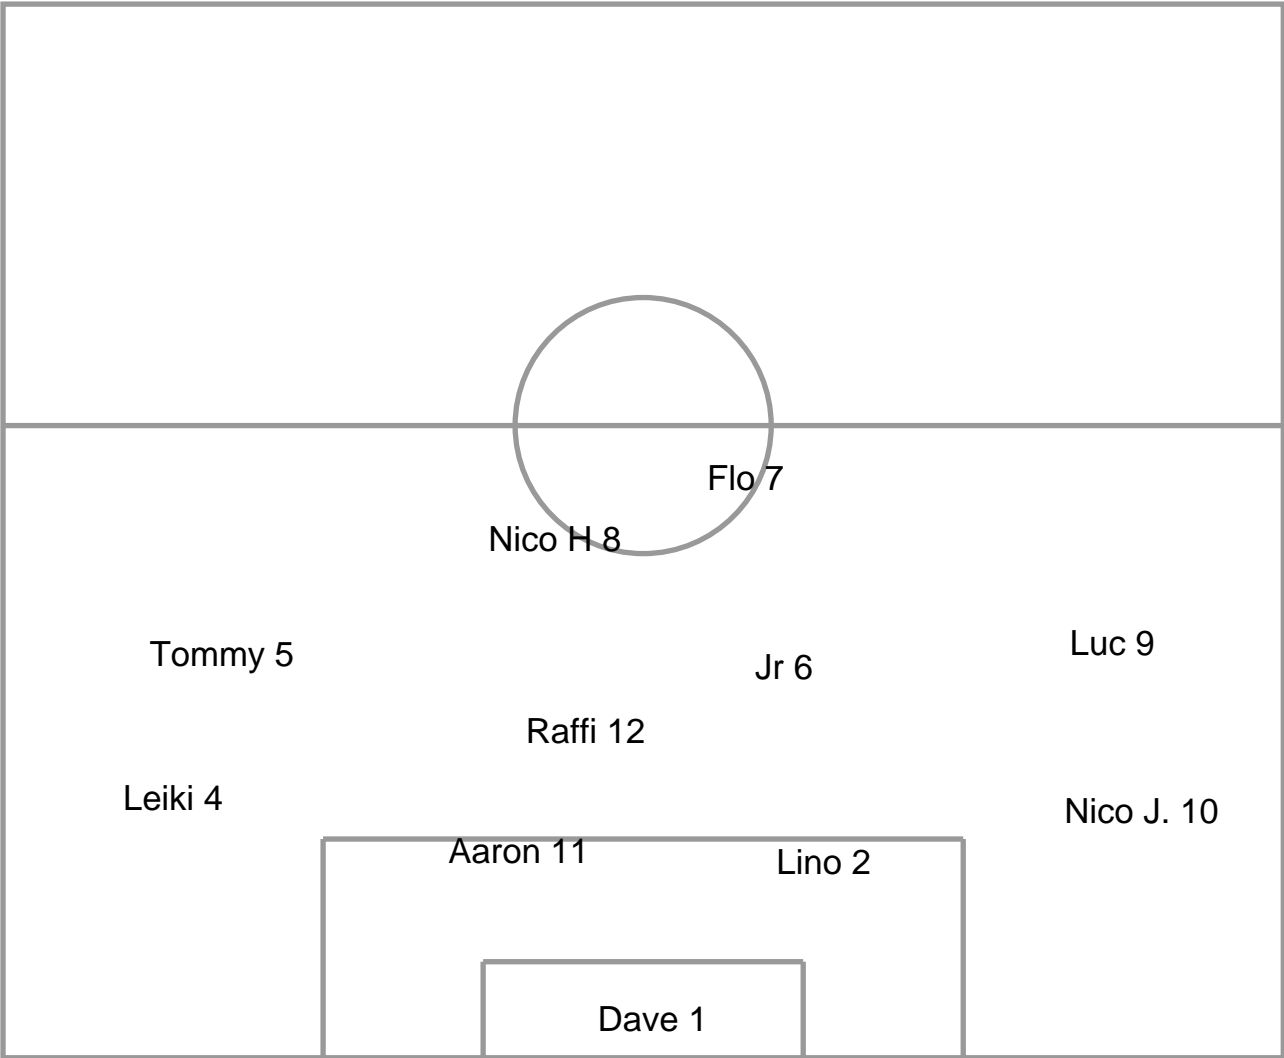 Flo 7
Nico H 8
Luc 9
Tommy 5
Jr 6
Raffi 12
Leiki 4
Nico J. 10
Aaron 11
Lino 2
Dave 1